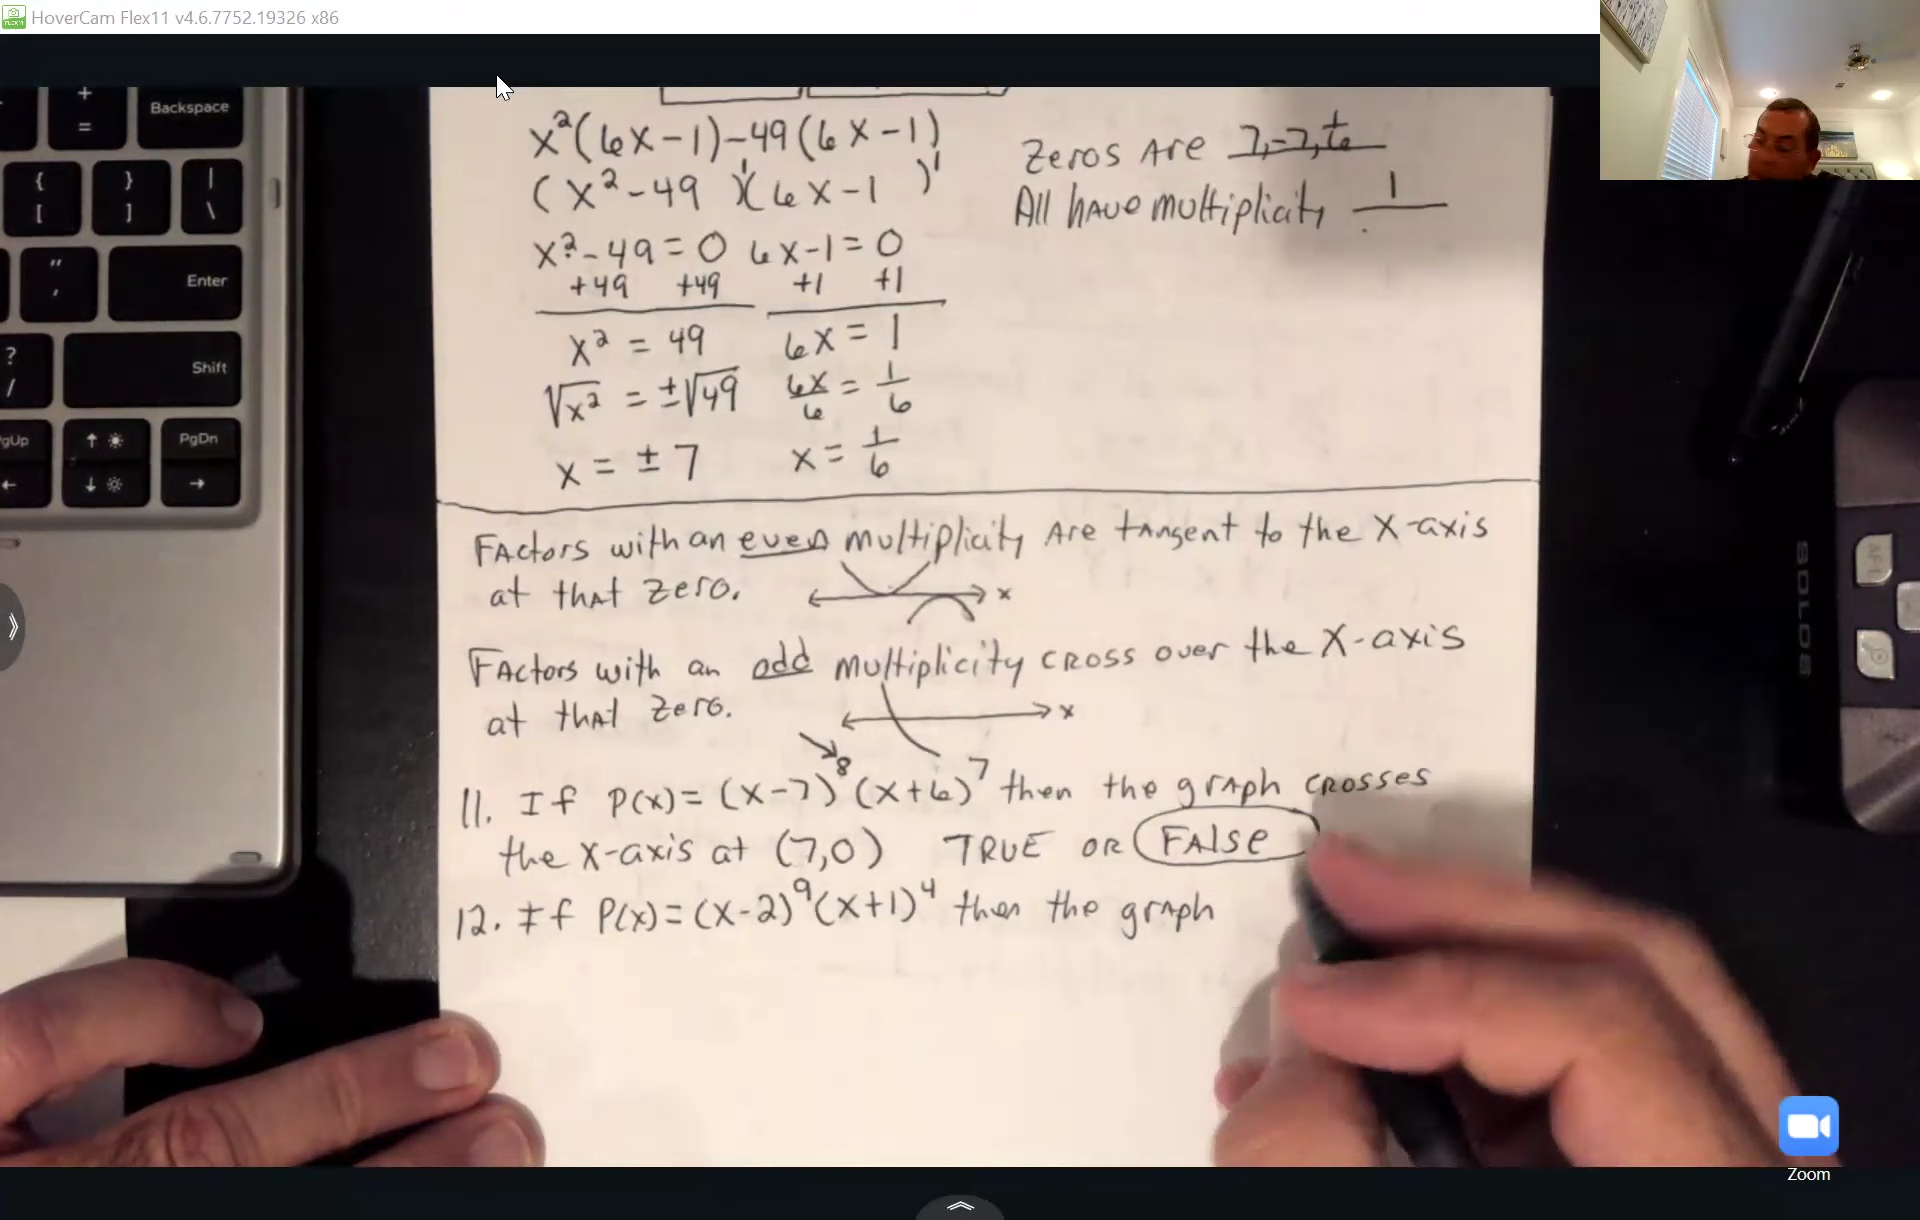 HoverCam Flex11 v4.6.7752.19326 x86
+
=
Backspace
{
[
}
]
|
\
"
,
Enter
?
/
Shift
gUp
PgDn
x²(6x-1)-49(6x-1)
(x²-49)¹(6x-1)¹
x²-49=0 6x-1=0
+49 +49 +1 +1
x² = 49 6x = 1
√x² = ±√49 6x/6 = 1/6
x = ± 7 x = 1/6
Zeros Are 7,-7,1/6
All have multiplicity 1
Factors with an even multiplicity Are tangent to the X-axis
at that zero.
x
Factors with an odd multiplicity cross over the X-axis
at that zero.
x
11. If P(x)=(x-7)⁸(x+6)⁷ then the graph crosses
the X-axis at (7,0) TRUE OR FAlse
12. If P(x)=(x-2)⁹(x+1)⁴ then the graph
SOLO8
Zoom